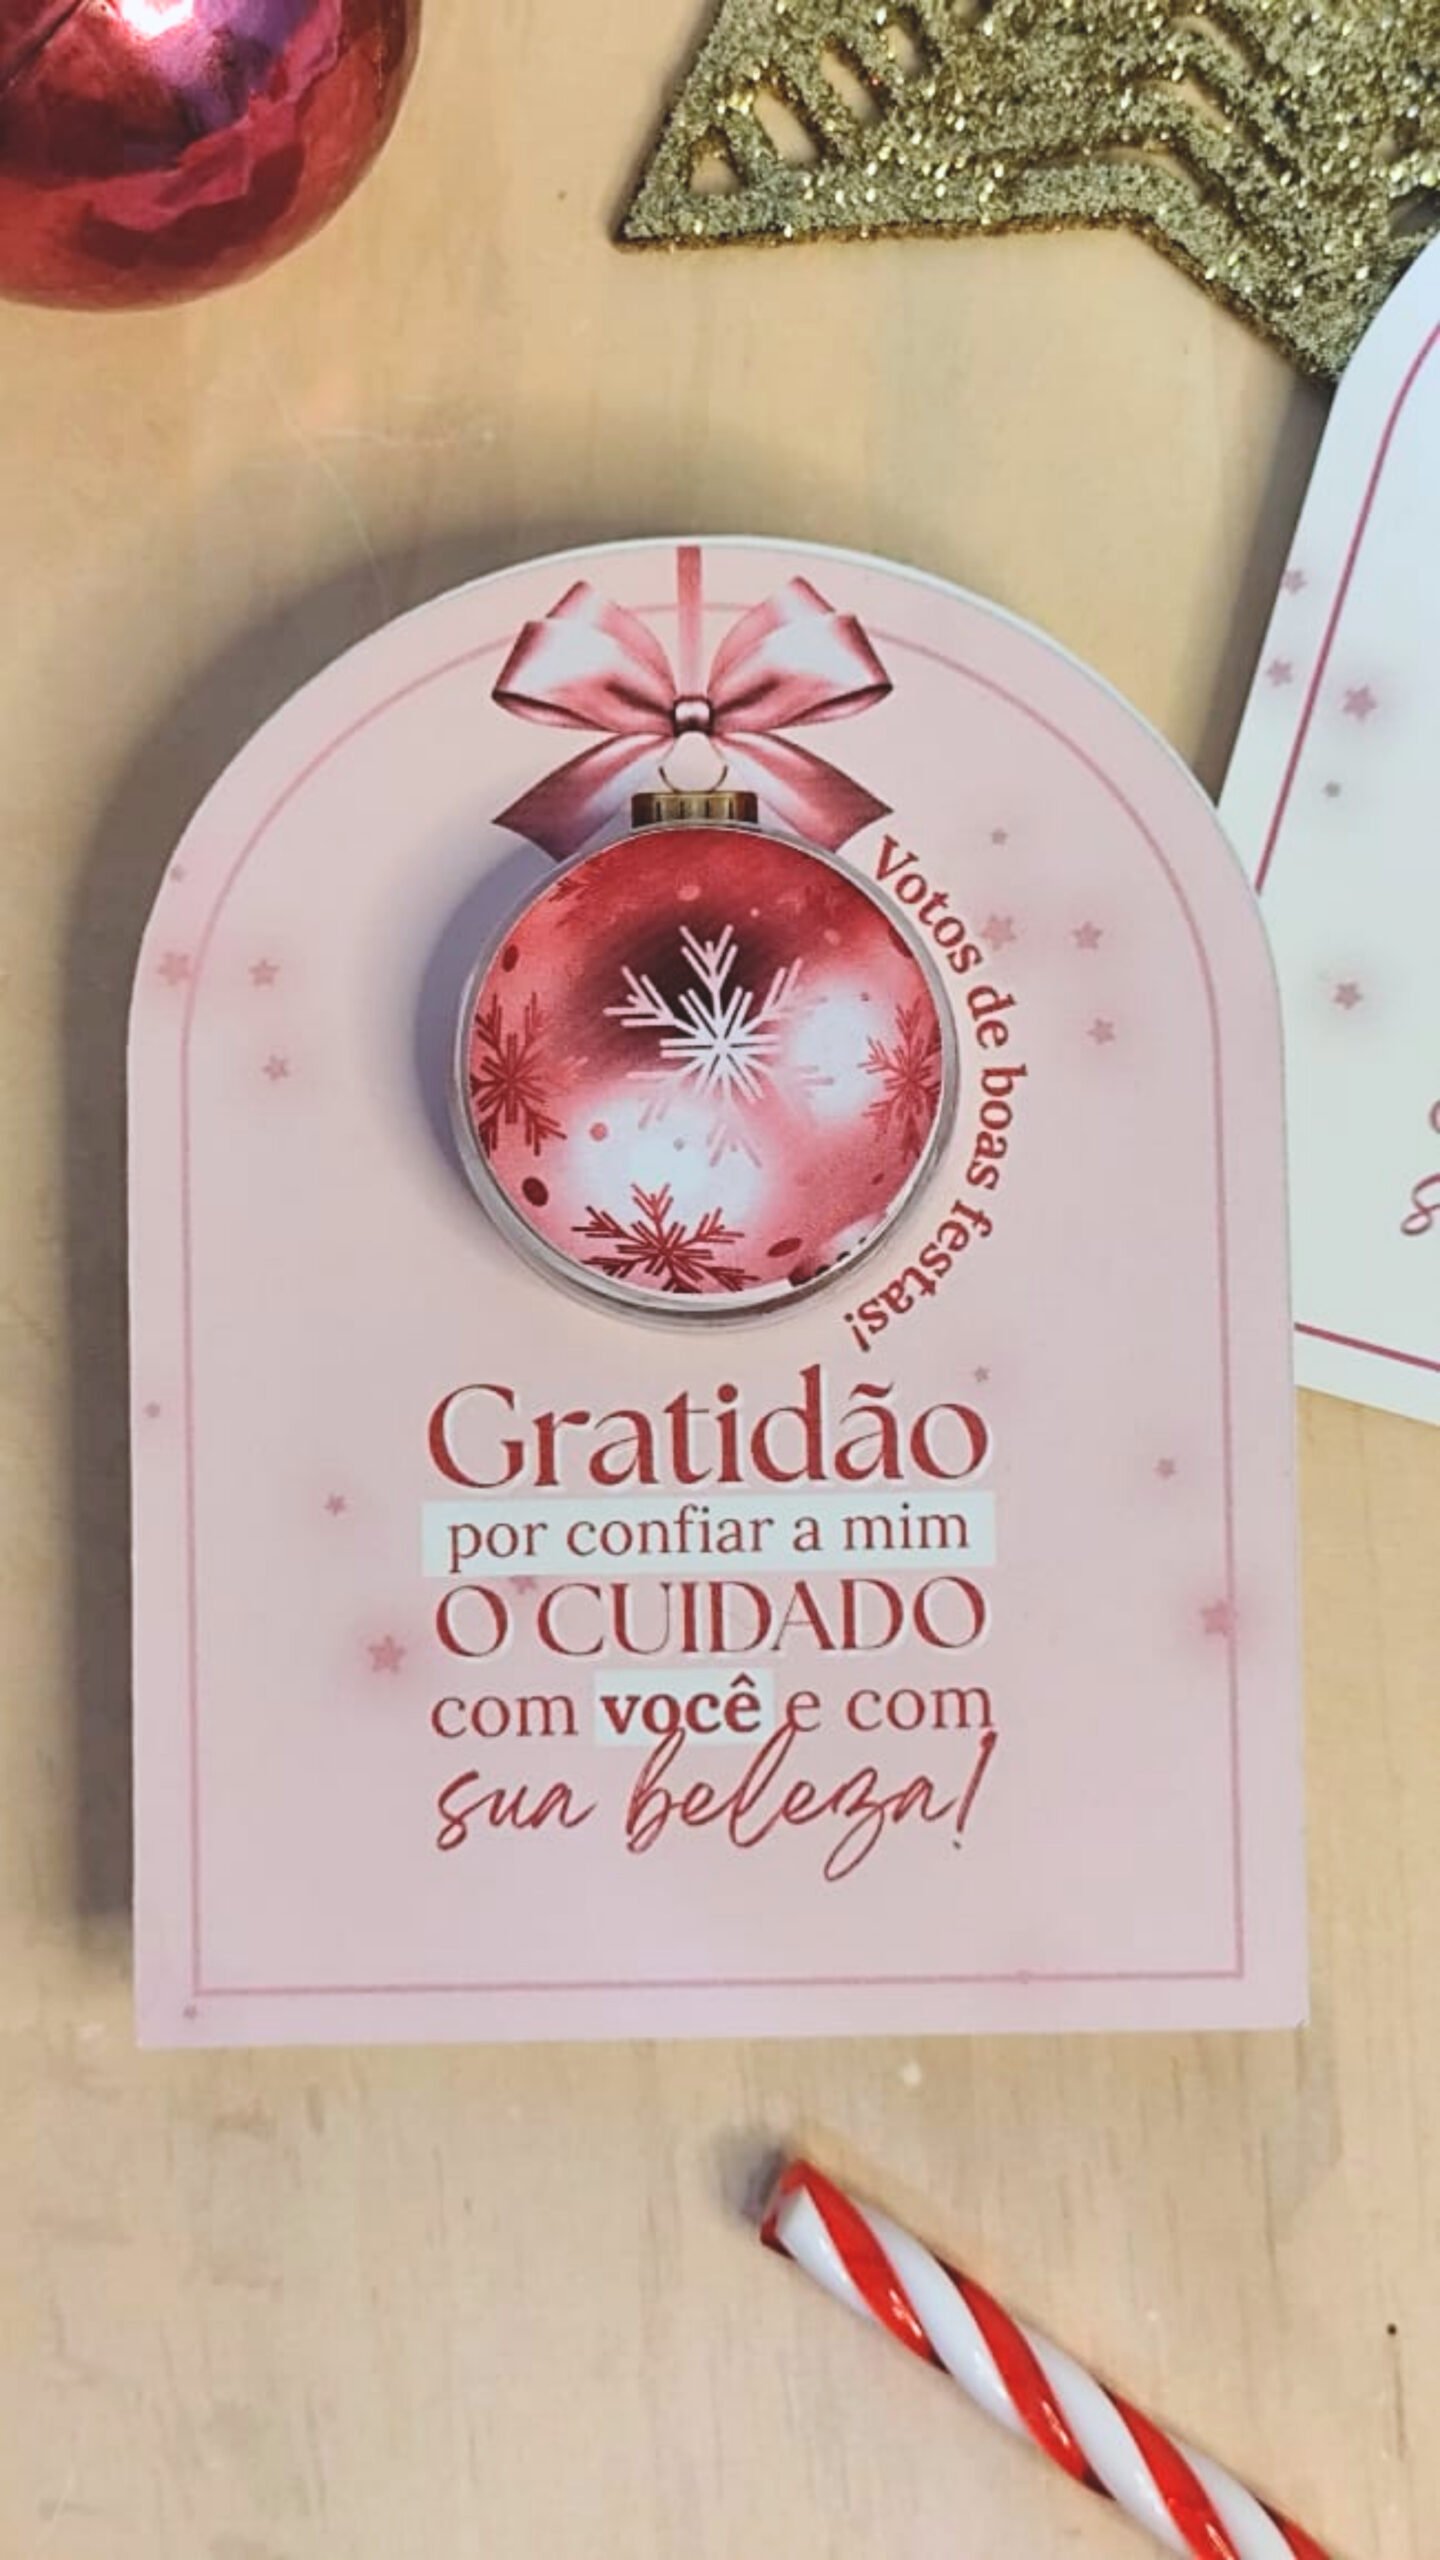 Votos de boas festas!
Gratidão
por confiar a mim
O CUIDADO
com você e com
sua beleza!